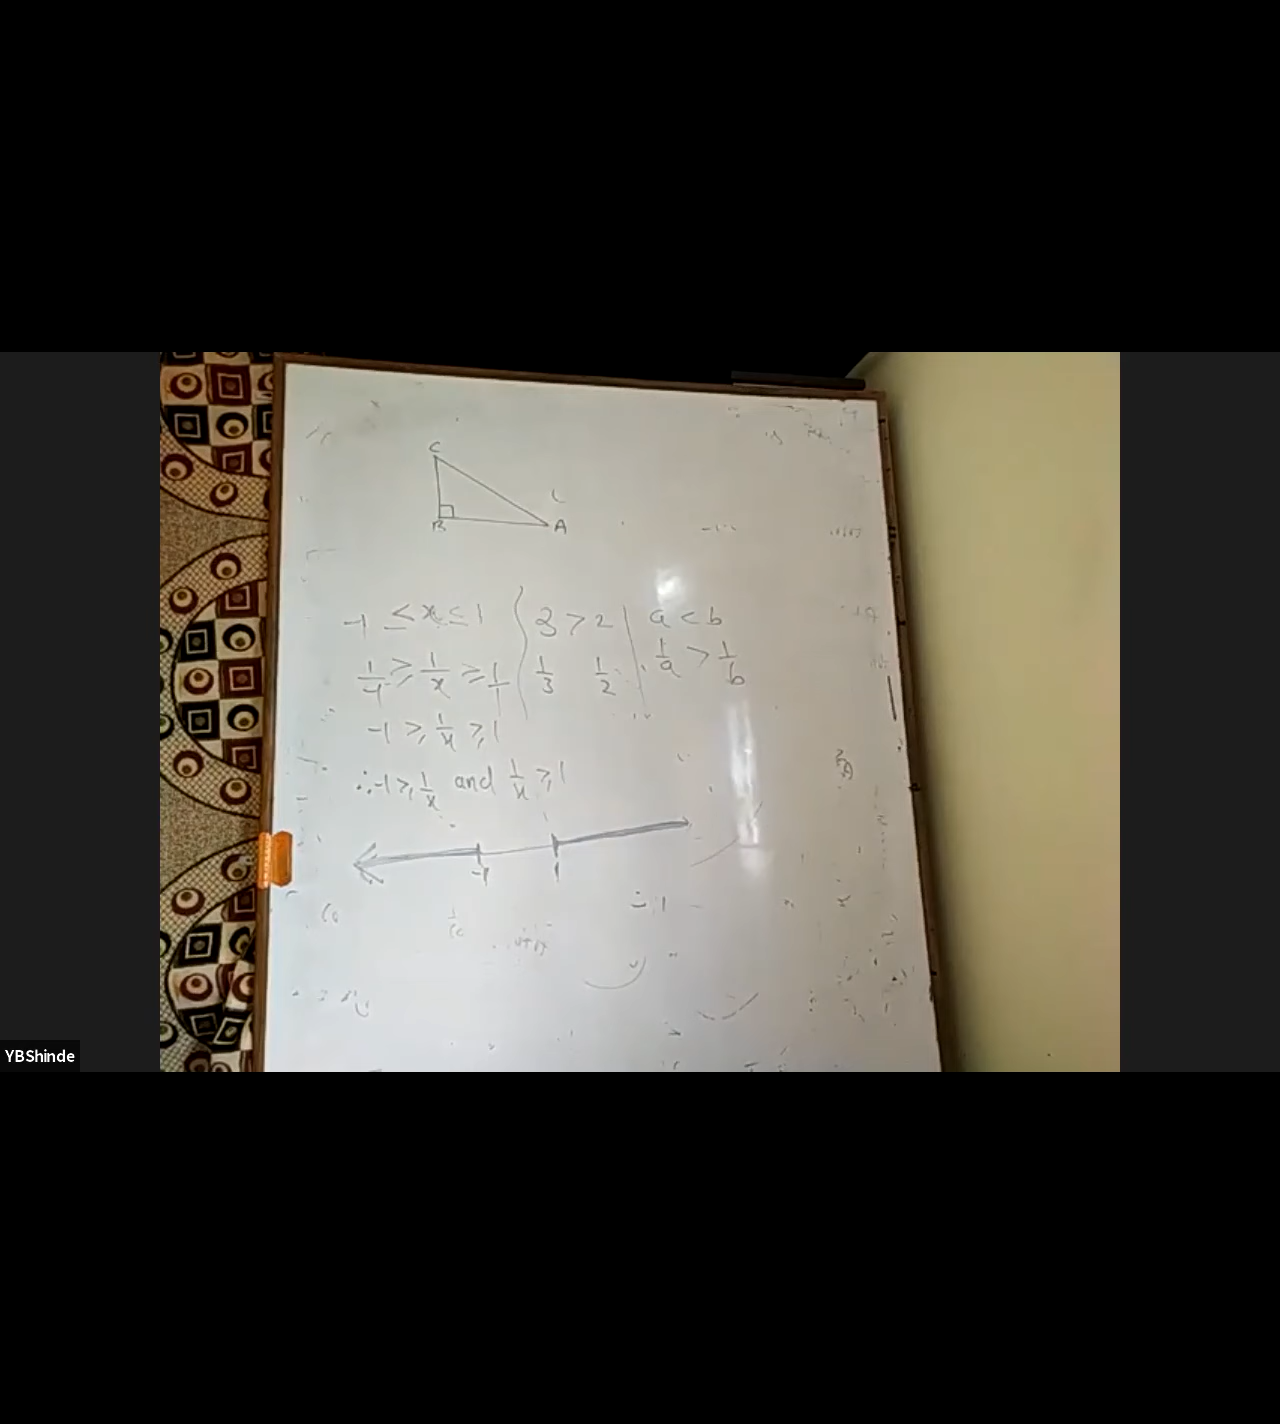 C
B
A
-1 ≤ x ≤ 1
3 > 2
a < b
1/-1 ≥ 1/x ≥ 1/1
1/3 1/2
1/a > 1/b
-1 ≥ 1/x ≥ 1
∴ -1 ≥ 1/x and 1/x ≥ 1
-1 1
YBShinde